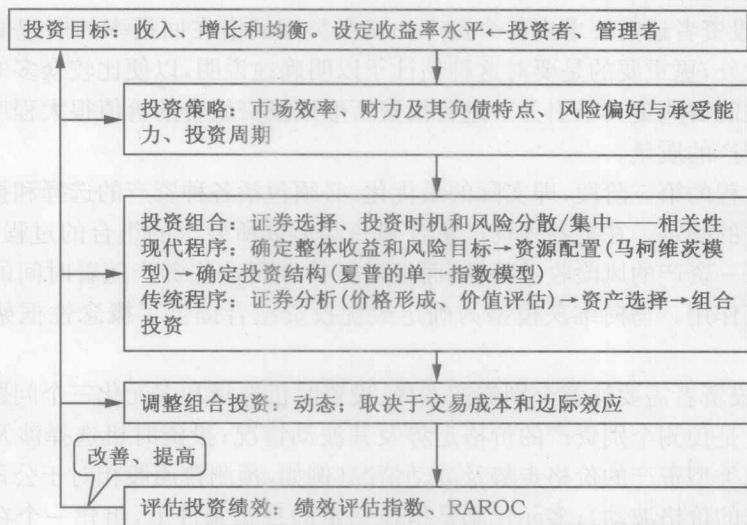 投资目标：收入、增长和均衡。设定收益率水平←投资者、管理者
投资策略：市场效率、财力及其负债特点、风险偏好与承受能
力、投资周期
投资组合：证券选择、投资时机和风险分散/集中——相关性
现代程序：确定整体收益和风险目标→资源配置(马柯维茨模
型)→确定投资结构(夏普的单一指数模型)
传统程序：证券分析(价格形成、价值评估)→资产选择→组合
投资
调整组合投资：动态；取决于交易成本和边际效应
改善、提高
评估投资绩效：绩效评估指数、RAROC